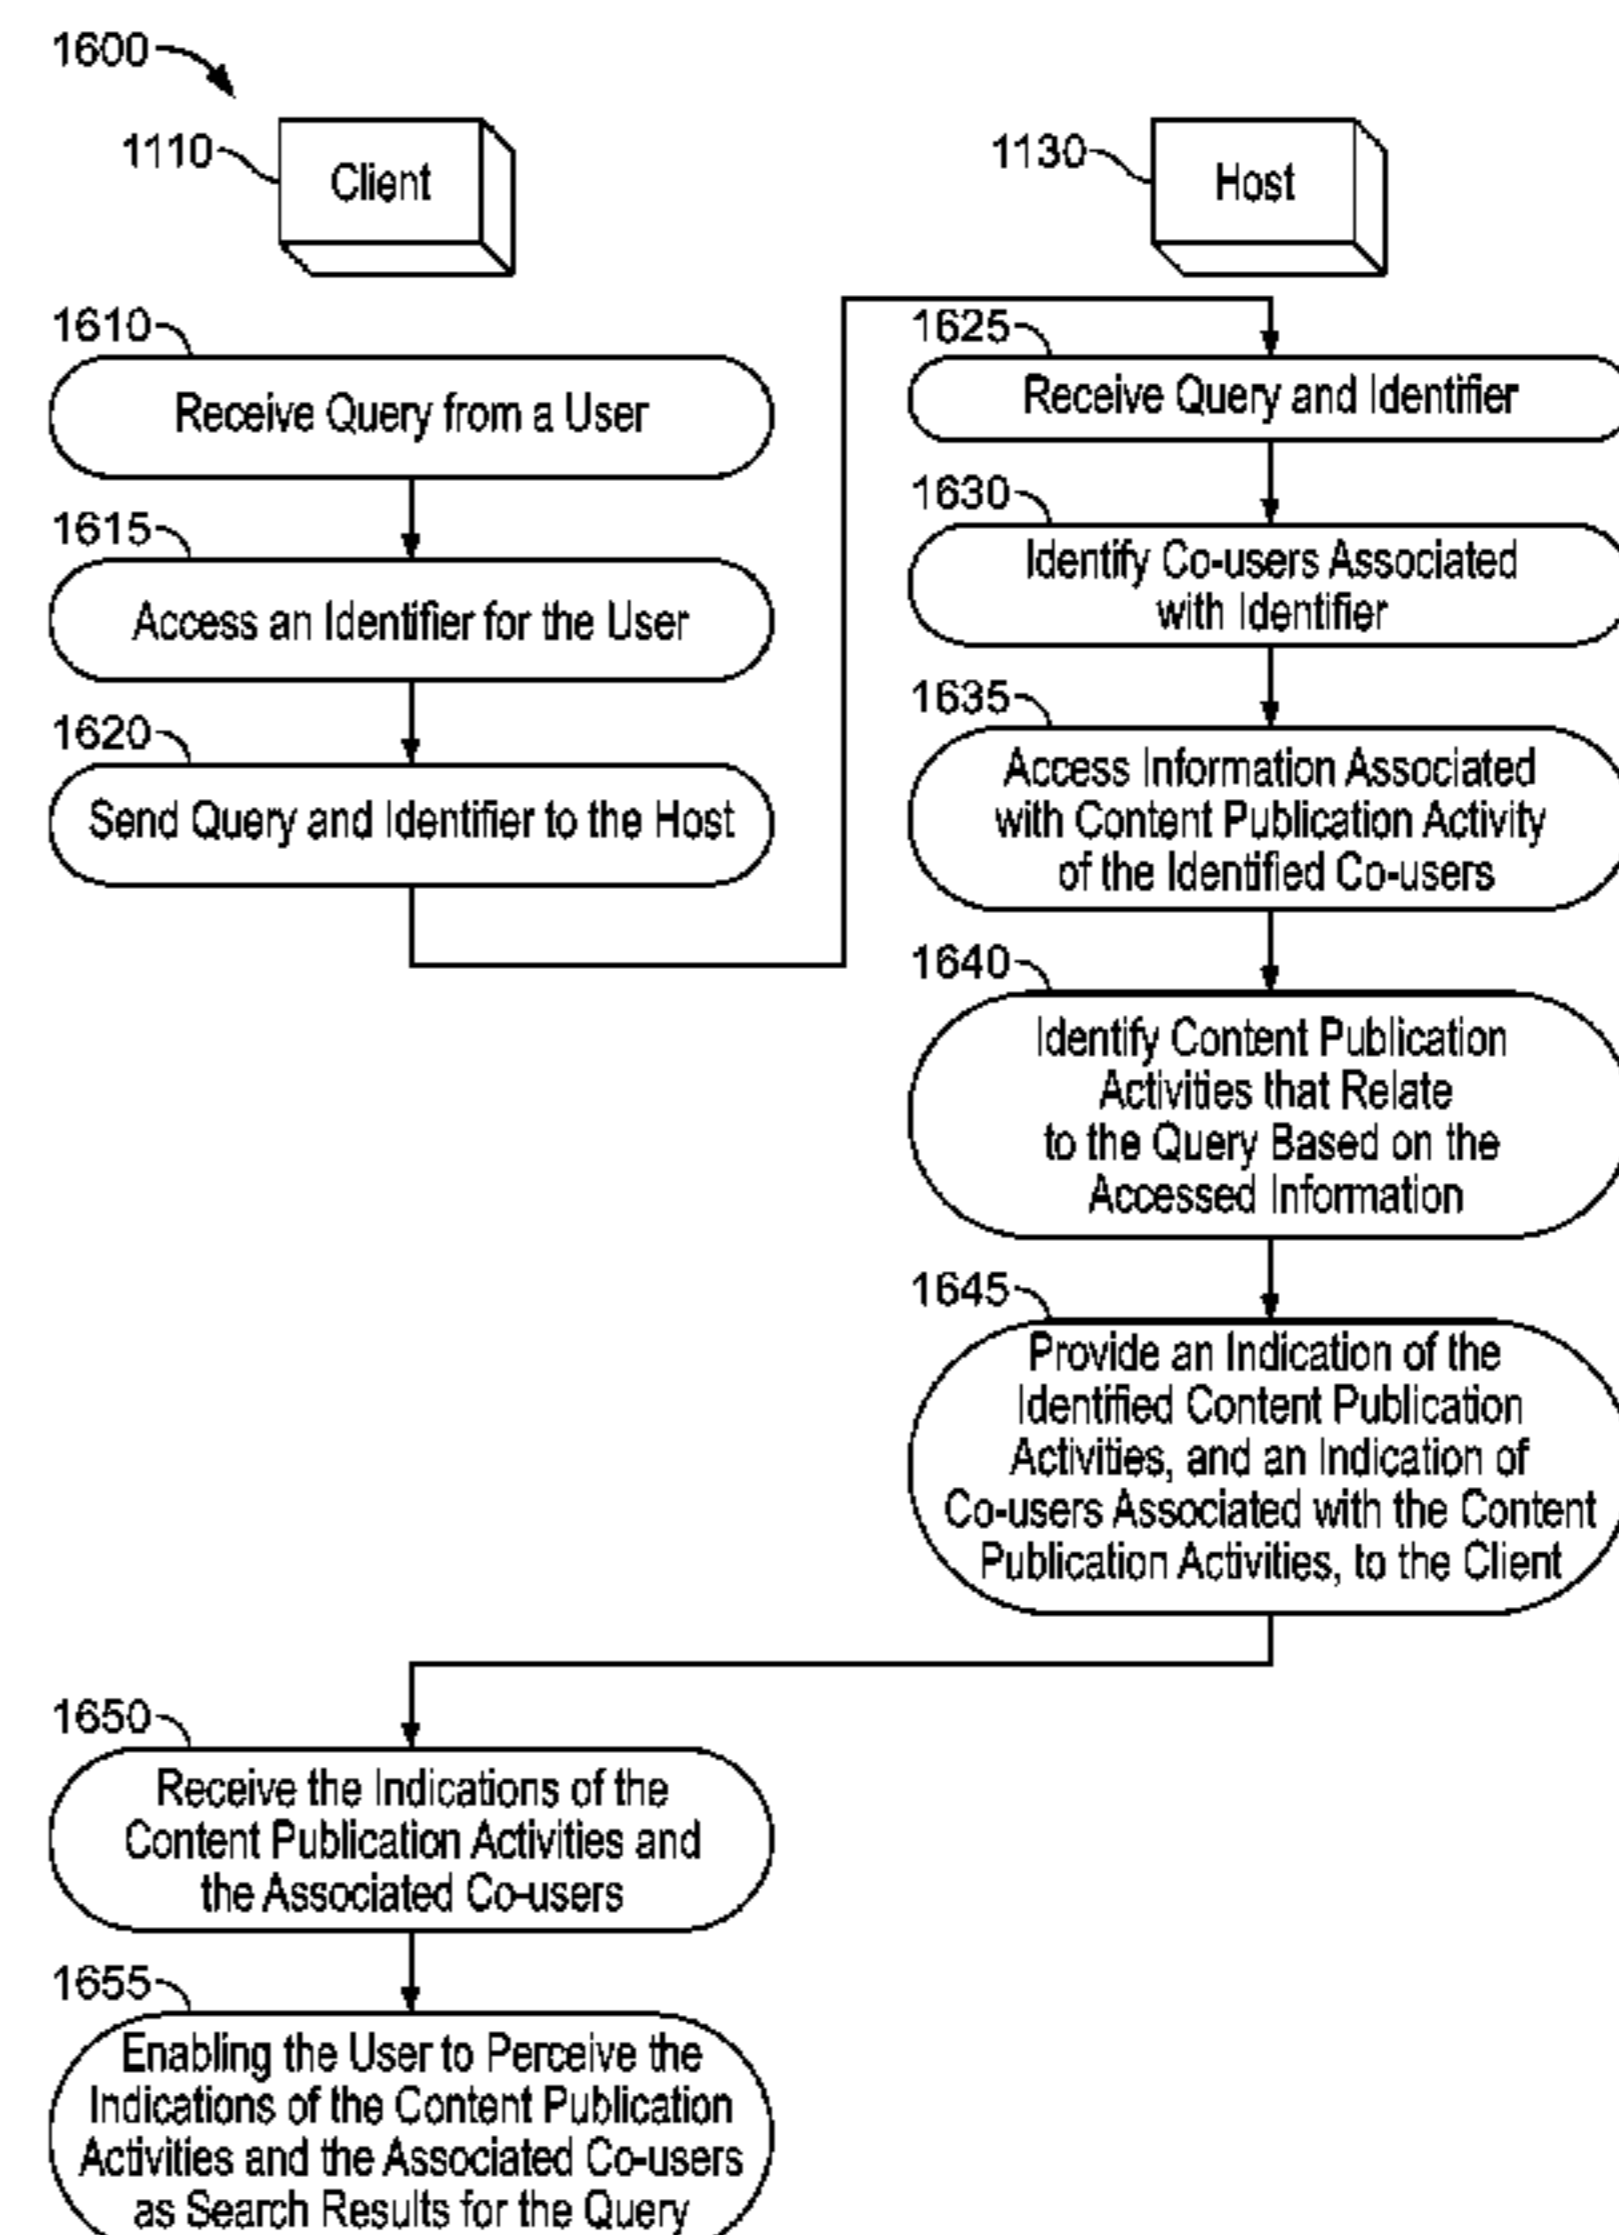 1600
1110
Client
1130
Host
1610
Receive Query from a User
1615
Access an Identifier for the User
1620
Send Query and Identifier to the Host
1625
Receive Query and Identifier
1630
Identify Co-users Associated
with Identifier
1635
Access Information Associated
with Content Publication Activity
of the Identified Co-users
1640
Identify Content Publication
Activities that Relate
to the Query Based on the
Accessed Information
1645
Provide an Indication of the
Identified Content Publication
Activities, and an Indication of
Co-users Associated with the Content
Publication Activities, to the Client
1650
Receive the Indications of the
Content Publication Activities and
the Associated Co-users
1655
Enabling the User to Perceive the
Indications of the Content Publication
Activities and the Associated Co-users
as Search Results for the Query